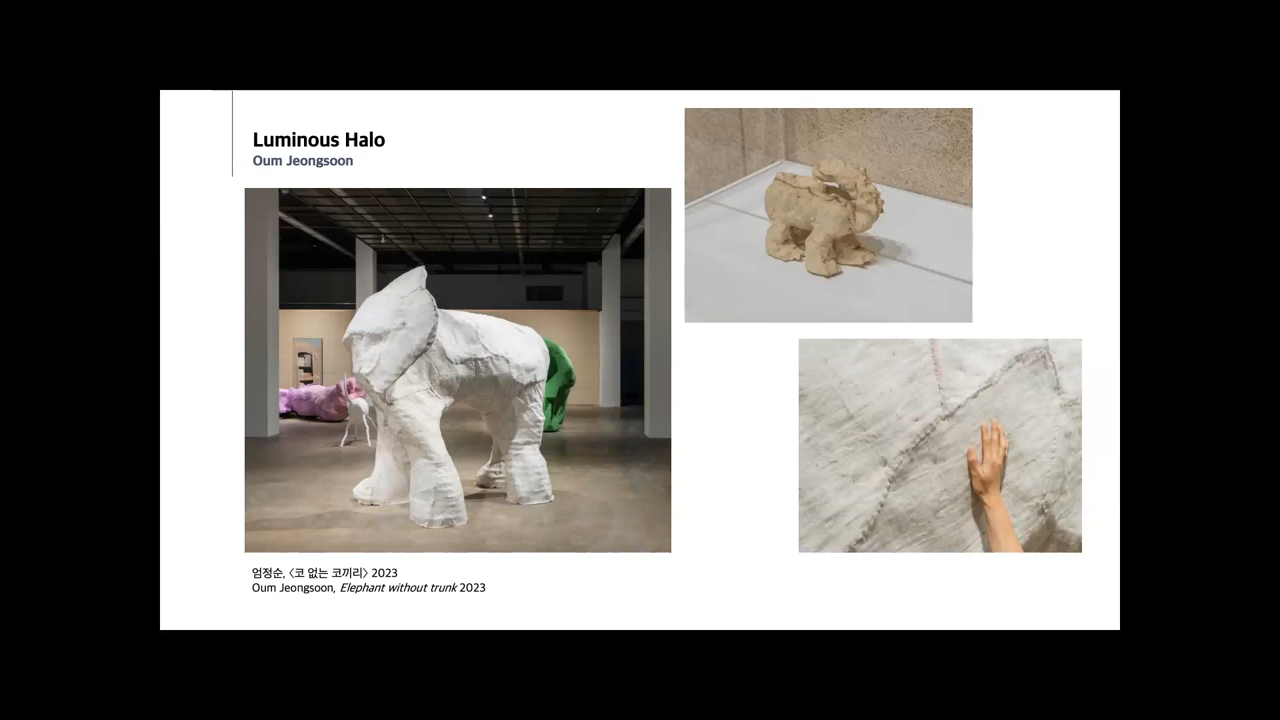 Luminous Halo
Oum Jeongsoon
엄정순, 〈코 없는 코끼리〉 2023
Oum Jeongsoon, Elephant without trunk 2023